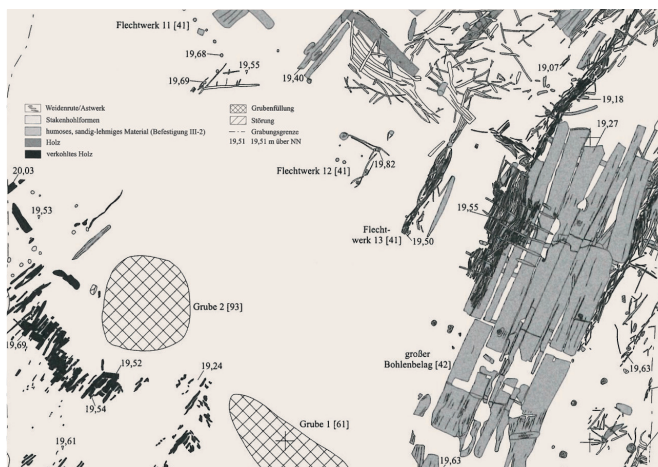 Flechtwerk 11 [41]
19,68
19,55
19,69
19,40
19,07
19,18
19,27
Weidenrute/Astwerk
Stakenhohlformen
humoses, sandig-lehmiges Material (Befestigung III-2)
Holz
verkohltes Holz
Grubenfüllung
Störung
Grabungsgrenze
19,51 19,51 m über NN
Flechtwerk 12 [41]
19,82
20,03
19,53
19,55
Flecht-
werk 13 [41]
19,50
Grube 2 [93]
19,69
19,52
19,24
19,54
großer
Bohlenbelag [42]
19,63
Grube 1 [61]
19,61
19,63